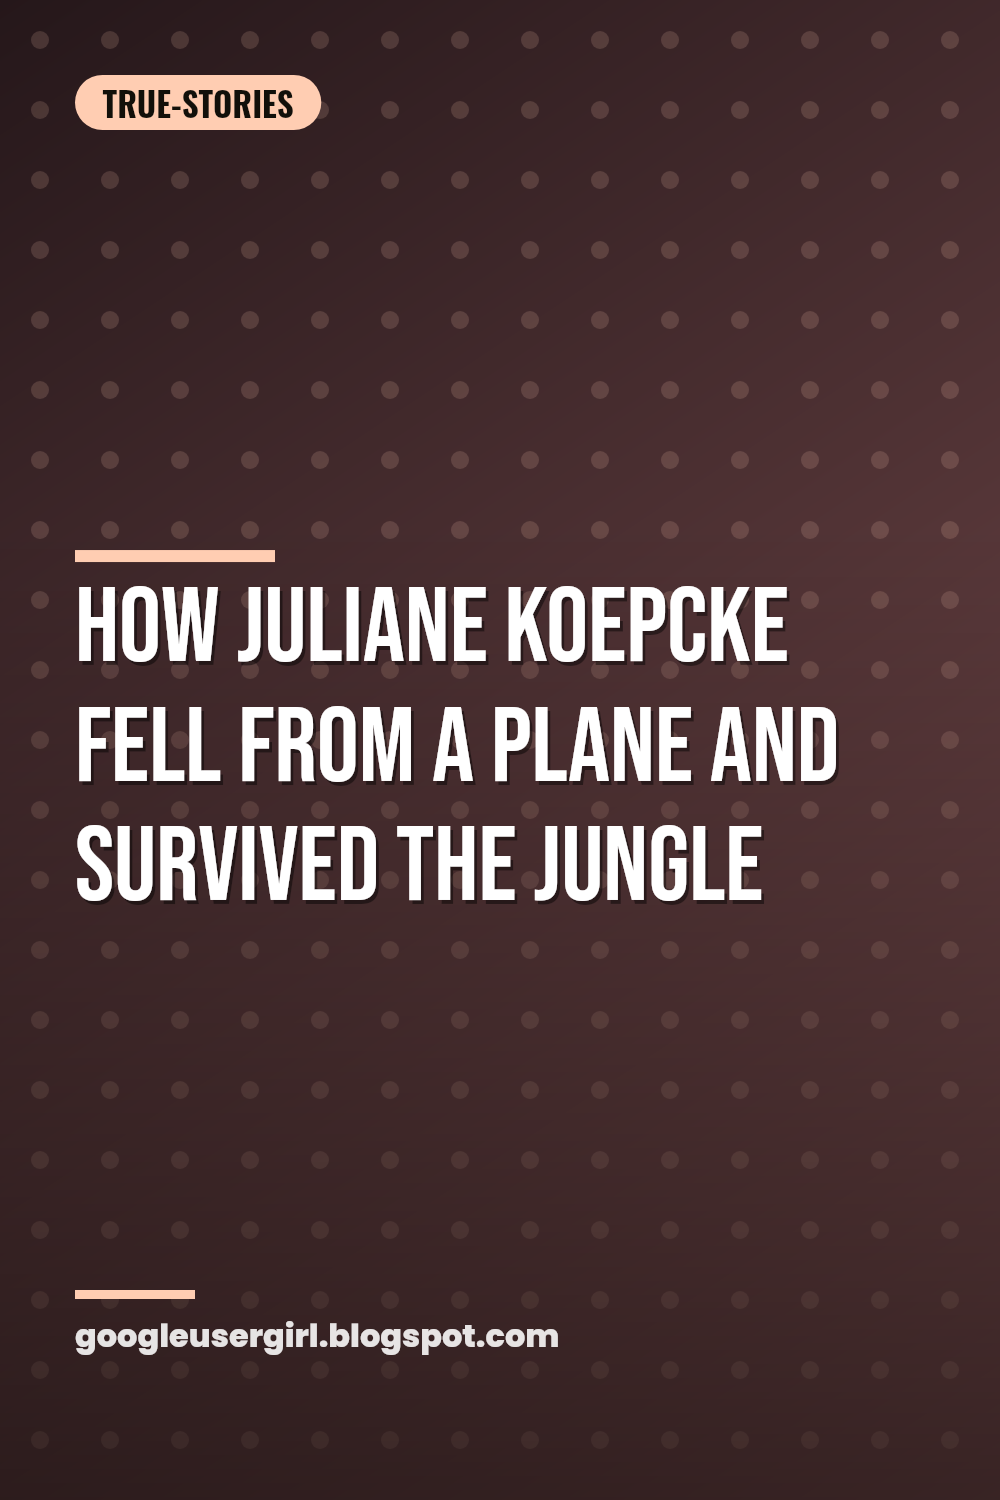 TRUE-STORIES
HOW JULIANE KOEPCKE
FELL FROM A PLANE AND
SURVIVED THE JUNGLE
googleusergirl.blogspot.com